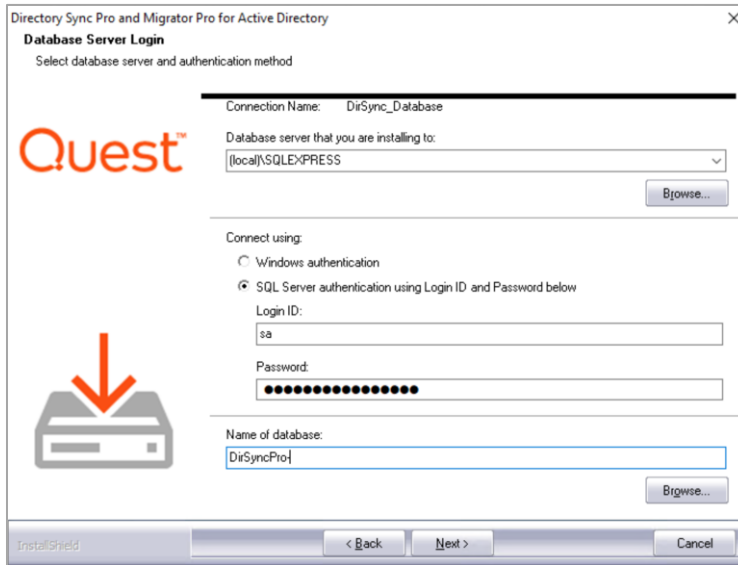 Directory Sync Pro and Migrator Pro for Active Directory
Database Server Login
Select database server and authentication method
Quest™
Connection Name: DirSync_Database
Database server that you are installing to:
(local)\SQLEXPRESS
Browse...
Connect using:
Windows authentication
SQL Server authentication using Login ID and Password below
Login ID:
sa
Password:
●●●●●●●●●●●●●●●●
Name of database:
DirSyncPro
Browse...
InstallShield
< Back
Next >
Cancel